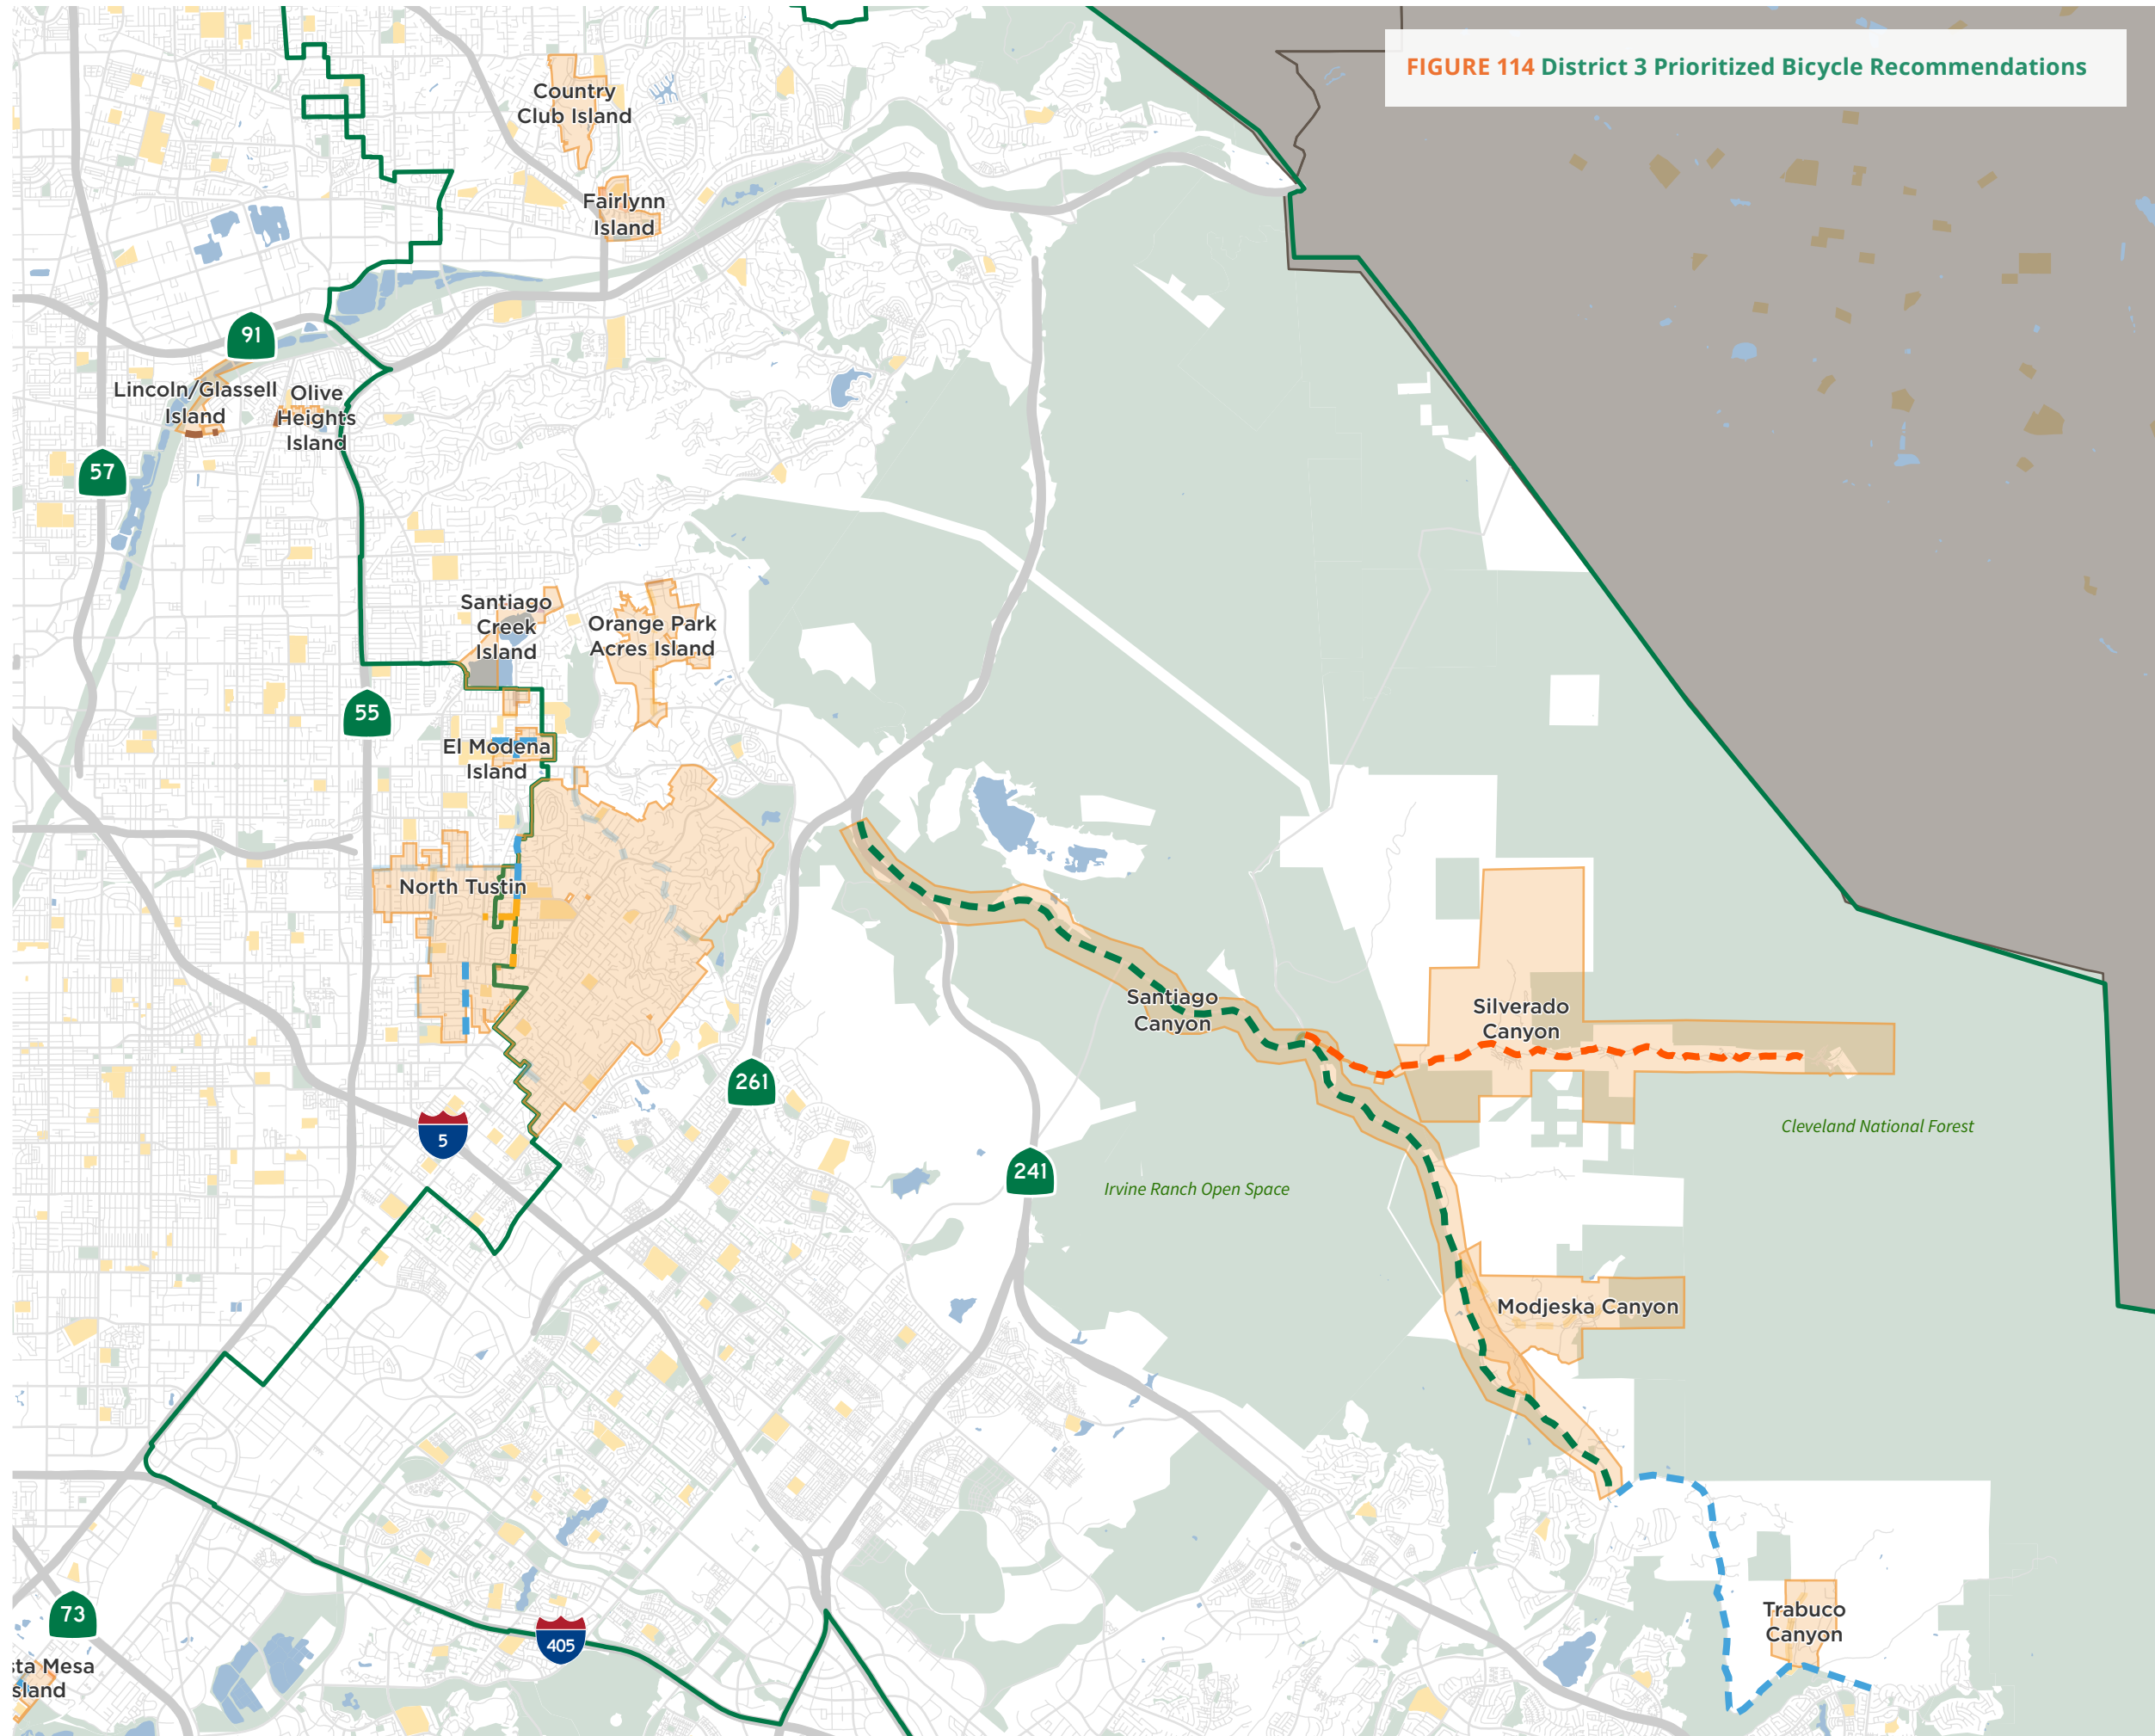 FIGURE 114 District 3 Prioritized Bicycle Recommendations
Country
Club Island
Fairlynn
Island
91
Lincoln/Glassell
Island
Olive
Heights
Island
57
Santiago
Creek
Island
Orange Park
Acres Island
55
El Modena
Island
North Tustin
Santiago
Canyon
Silverado
Canyon
261
5
Cleveland National Forest
241
Irvine Ranch Open Space
Modjeska Canyon
73
405
Trabuco
Canyon
sta Mesa
sland